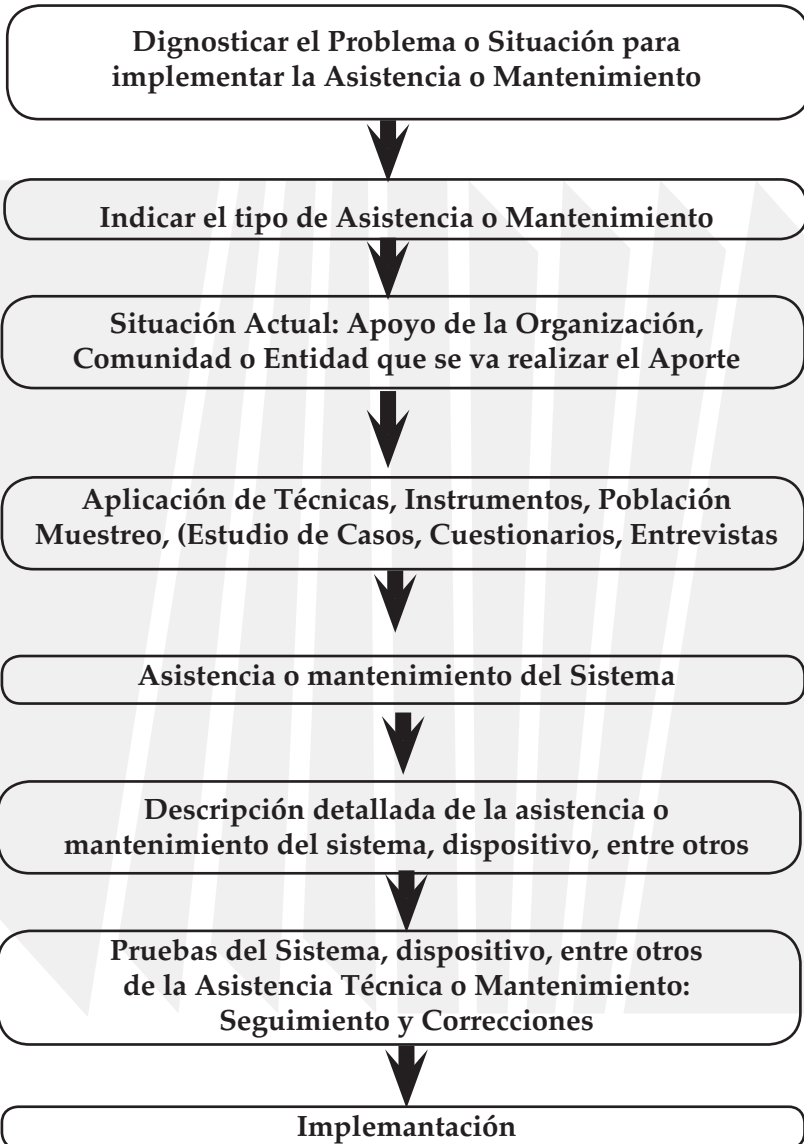 Dignosticar el Problema o Situación para
implementar la Asistencia o Mantenimiento
Indicar el tipo de Asistencia o Mantenimiento
Situación Actual: Apoyo de la Organización,
Comunidad o Entidad que se va realizar el Aporte
Aplicación de Técnicas, Instrumentos, Población
Muestreo, (Estudio de Casos, Cuestionarios, Entrevistas
Asistencia o mantenimiento del Sistema
Descripción detallada de la asistencia o
mantenimiento del sistema, dispositivo, entre otros
Pruebas del Sistema, dispositivo, entre otros
de la Asistencia Técnica o Mantenimiento:
Seguimiento y Correcciones
Implemantación